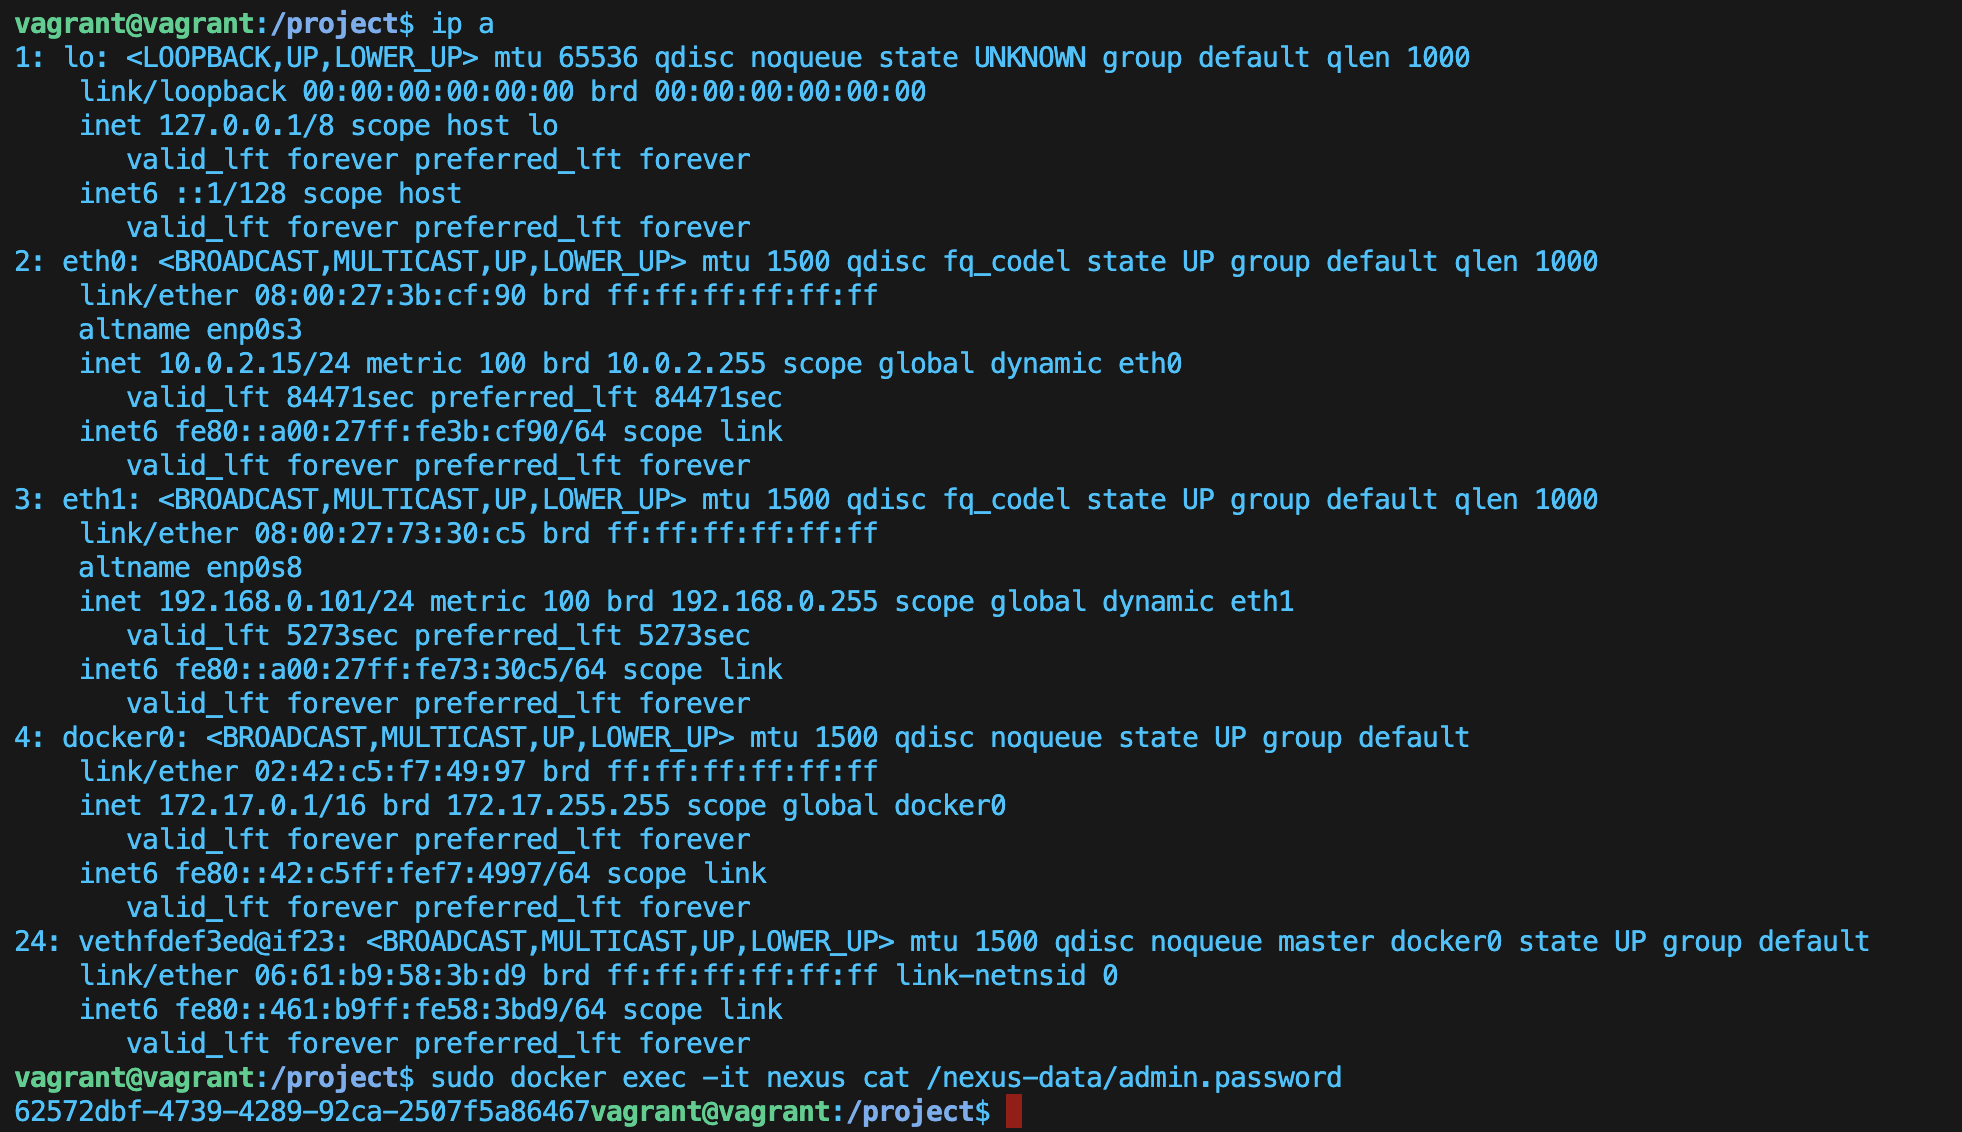 vagrant@vagrant:/project$ ip a
1: lo: <LOOPBACK,UP,LOWER_UP> mtu 65536 qdisc noqueue state UNKNOWN group default qlen 1000
    link/loopback 00:00:00:00:00:00 brd 00:00:00:00:00:00
    inet 127.0.0.1/8 scope host lo
       valid_lft forever preferred_lft forever
    inet6 ::1/128 scope host
       valid_lft forever preferred_lft forever
2: eth0: <BROADCAST,MULTICAST,UP,LOWER_UP> mtu 1500 qdisc fq_codel state UP group default qlen 1000
    link/ether 08:00:27:3b:cf:90 brd ff:ff:ff:ff:ff:ff
    altname enp0s3
    inet 10.0.2.15/24 metric 100 brd 10.0.2.255 scope global dynamic eth0
       valid_lft 84471sec preferred_lft 84471sec
    inet6 fe80::a00:27ff:fe3b:cf90/64 scope link
       valid_lft forever preferred_lft forever
3: eth1: <BROADCAST,MULTICAST,UP,LOWER_UP> mtu 1500 qdisc fq_codel state UP group default qlen 1000
    link/ether 08:00:27:73:30:c5 brd ff:ff:ff:ff:ff:ff
    altname enp0s8
    inet 192.168.0.101/24 metric 100 brd 192.168.0.255 scope global dynamic eth1
       valid_lft 5273sec preferred_lft 5273sec
    inet6 fe80::a00:27ff:fe73:30c5/64 scope link
       valid_lft forever preferred_lft forever
4: docker0: <BROADCAST,MULTICAST,UP,LOWER_UP> mtu 1500 qdisc noqueue state UP group default
    link/ether 02:42:c5:f7:49:97 brd ff:ff:ff:ff:ff:ff
    inet 172.17.0.1/16 brd 172.17.255.255 scope global docker0
       valid_lft forever preferred_lft forever
    inet6 fe80::42:c5ff:fef7:4997/64 scope link
       valid_lft forever preferred_lft forever
24: vethfdef3ed@if23: <BROADCAST,MULTICAST,UP,LOWER_UP> mtu 1500 qdisc noqueue master docker0 state UP group default
    link/ether 06:61:b9:58:3b:d9 brd ff:ff:ff:ff:ff:ff link-netnsid 0
    inet6 fe80::461:b9ff:fe58:3bd9/64 scope link
       valid_lft forever preferred_lft forever
vagrant@vagrant:/project$ sudo docker exec -it nexus cat /nexus-data/admin.password
62572dbf-4739-4289-92ca-2507f5a86467vagrant@vagrant:/project$